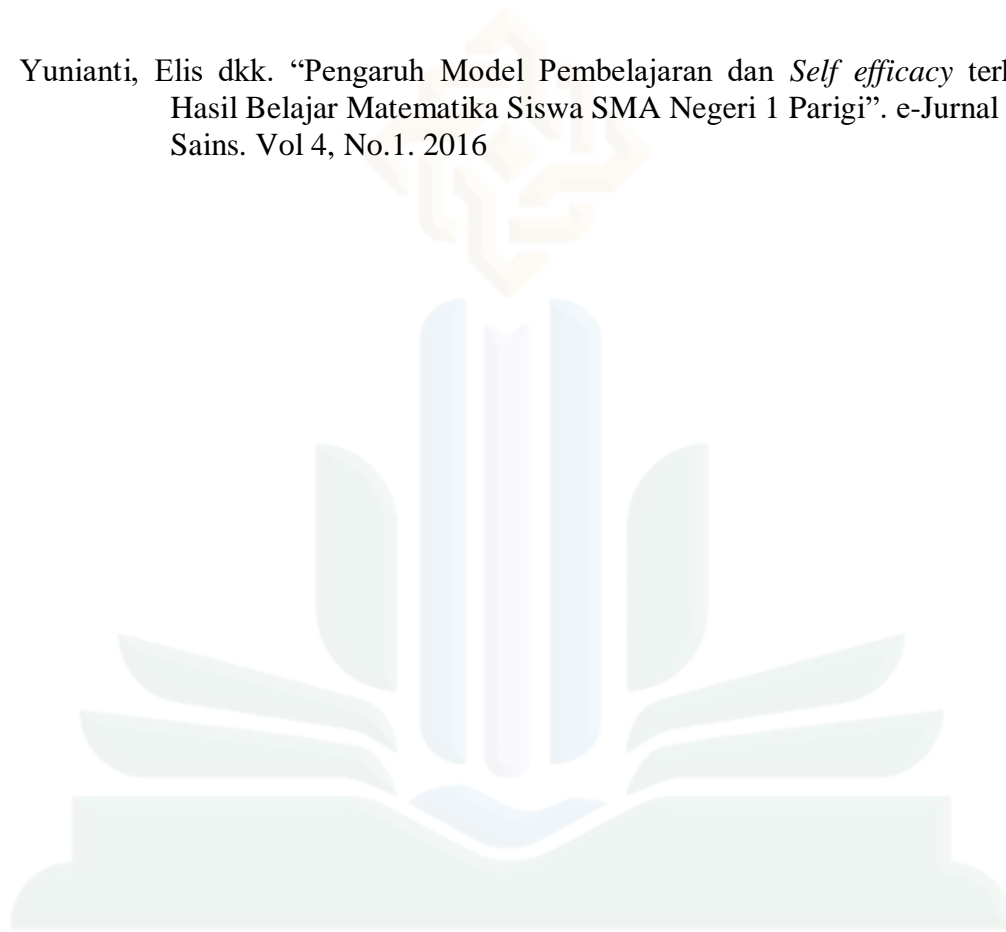 Yunianti, Elis dkk. “Pengaruh Model Pembelajaran dan Self efficacy
Hasil Belajar Matematika Siswa SMA Negeri 1 Parigi”. e-Jurnal
Sains. Vol 4, No.1. 2016